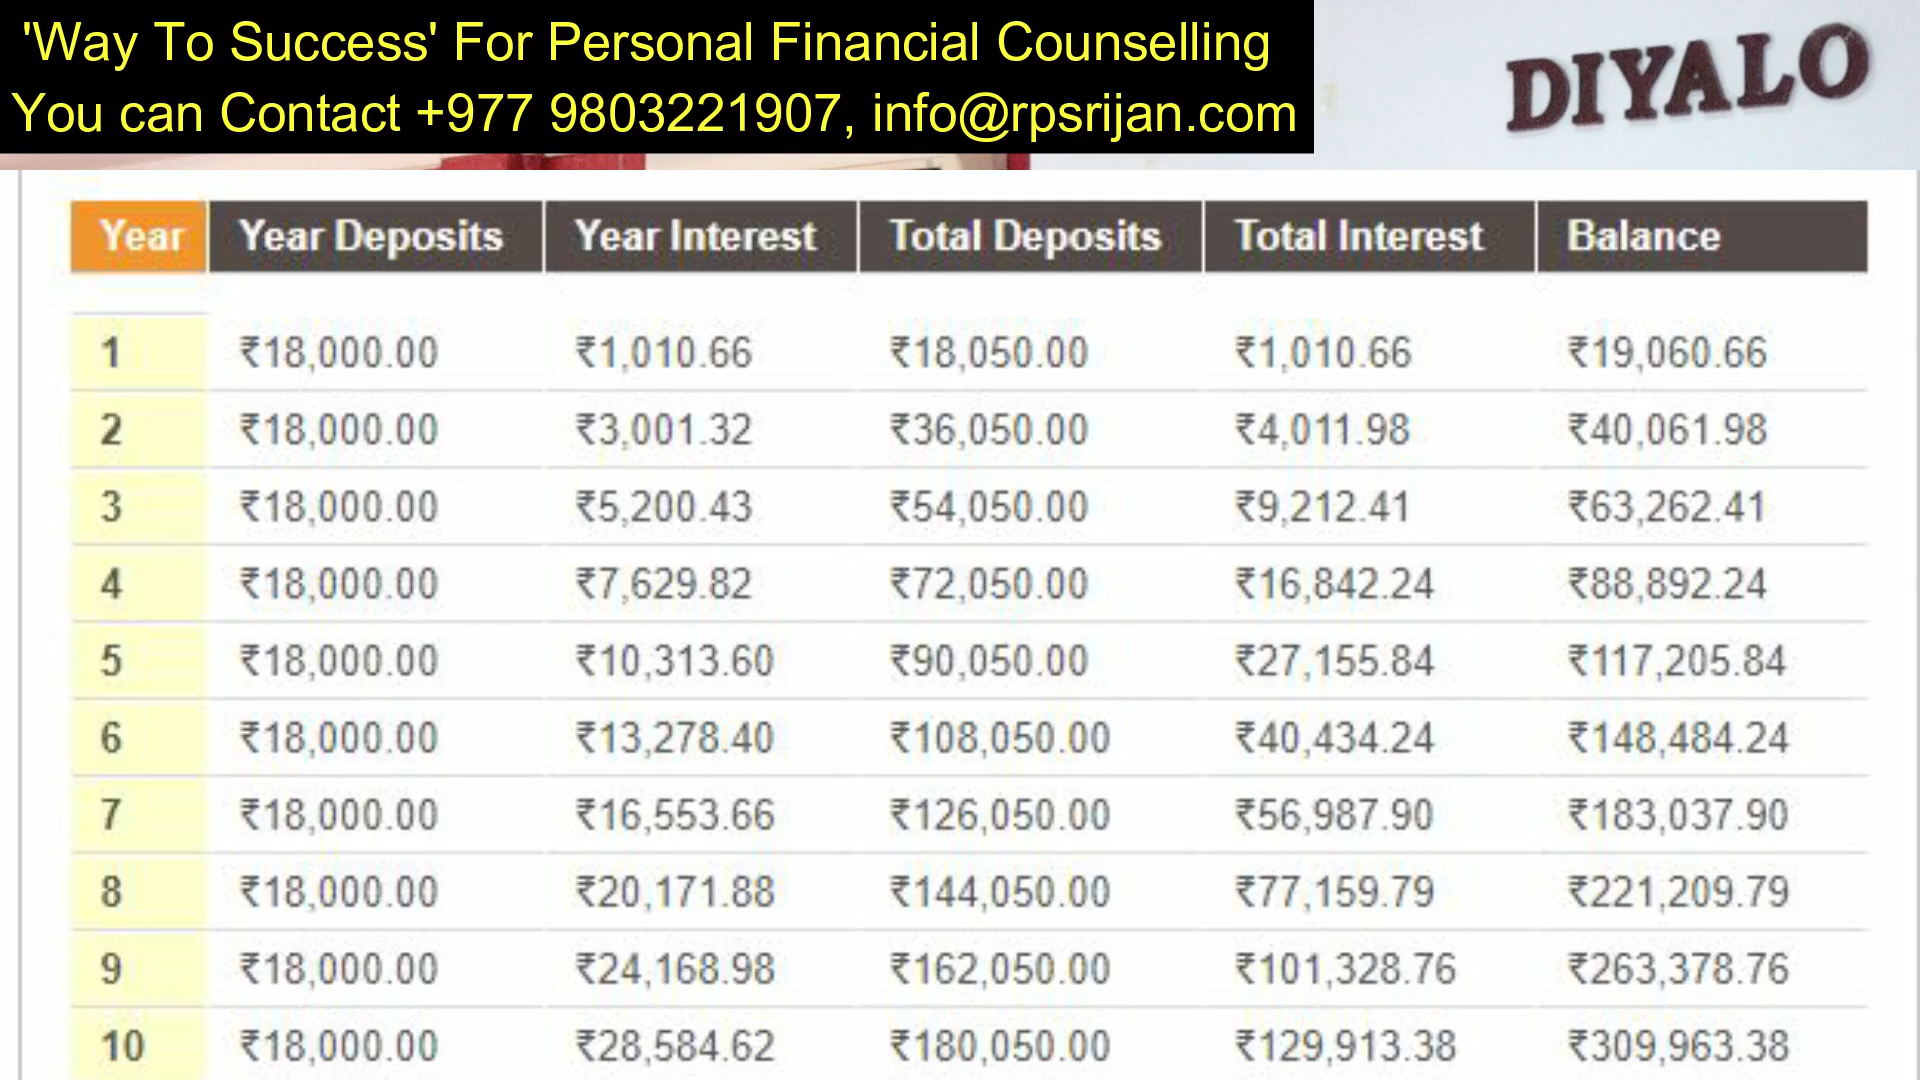 'Way To Success' For Personal Financial Counselling
You can Contact +977 9803221907, info@rpsrijan.com
DIYALO
Year Year Deposits Year Interest Total Deposits Total Interest Balance
1 ₹18,000.00 ₹1,010.66 ₹18,050.00 ₹1,010.66 ₹19,060.66
2 ₹18,000.00 ₹3,001.32 ₹36,050.00 ₹4,011.98 ₹40,061.98
3 ₹18,000.00 ₹5,200.43 ₹54,050.00 ₹9,212.41 ₹63,262.41
4 ₹18,000.00 ₹7,629.82 ₹72,050.00 ₹16,842.24 ₹88,892.24
5 ₹18,000.00 ₹10,313.60 ₹90,050.00 ₹27,155.84 ₹117,205.84
6 ₹18,000.00 ₹13,278.40 ₹108,050.00 ₹40,434.24 ₹148,484.24
7 ₹18,000.00 ₹16,553.66 ₹126,050.00 ₹56,987.90 ₹183,037.90
8 ₹18,000.00 ₹20,171.88 ₹144,050.00 ₹77,159.79 ₹221,209.79
9 ₹18,000.00 ₹24,168.98 ₹162,050.00 ₹101,328.76 ₹263,378.76
10 ₹18,000.00 ₹28,584.62 ₹180,050.00 ₹129,913.38 ₹309,963.38